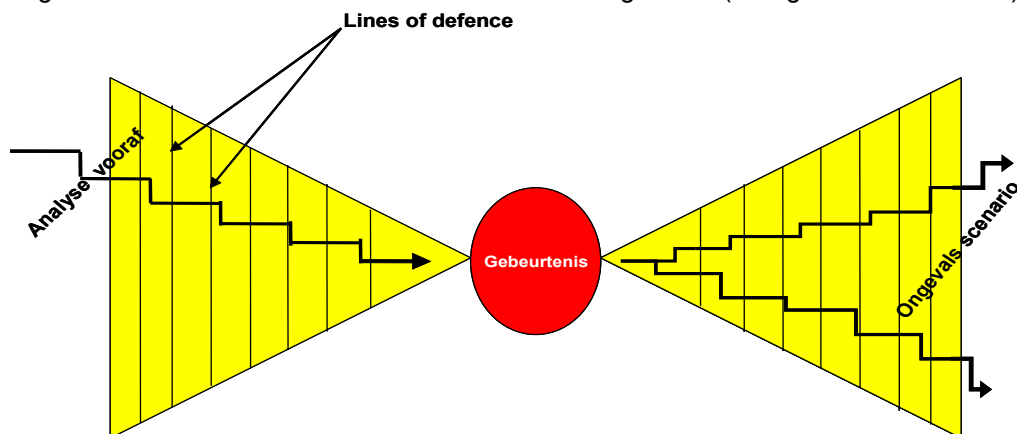 Lines of defence
Analyse vooraf
Gebeurtenis
Ongevals scenario